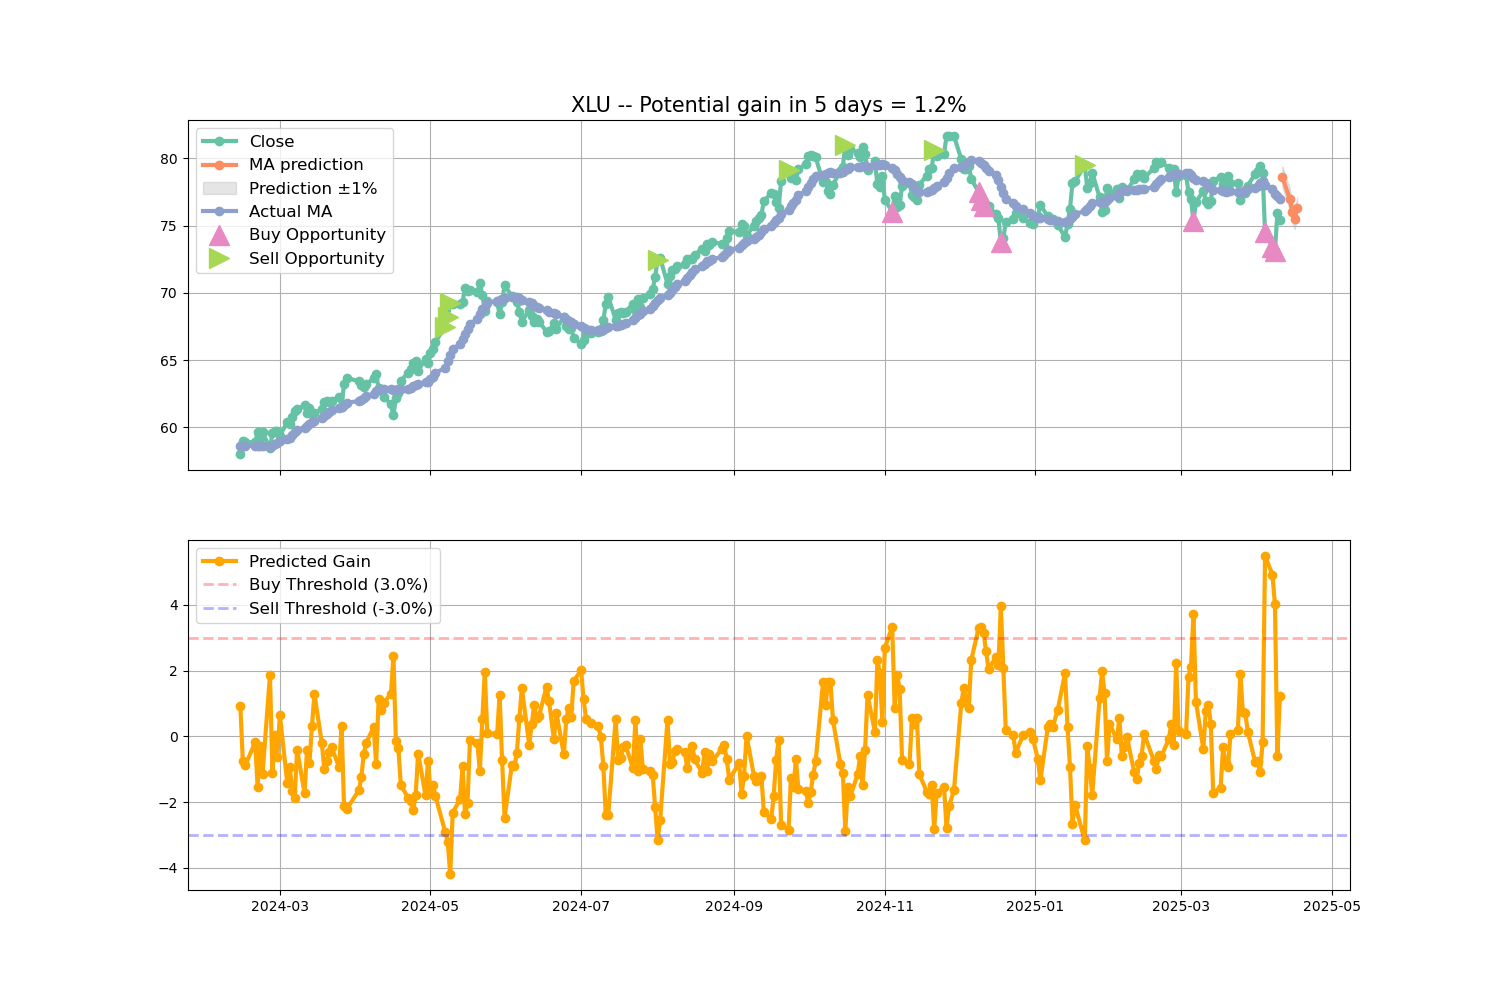 XLU -- Potential gain in 5 days = 1.2%
Close
MA prediction
Prediction ±1%
Actual MA
Buy Opportunity
Sell Opportunity
80
75
70
65
60
Predicted Gain
Buy Threshold (3.0%)
Sell Threshold (-3.0%)
4
2
0
−2
−4
2024-03 2024-05 2024-07 2024-09 2024-11 2025-01 2025-03 2025-05